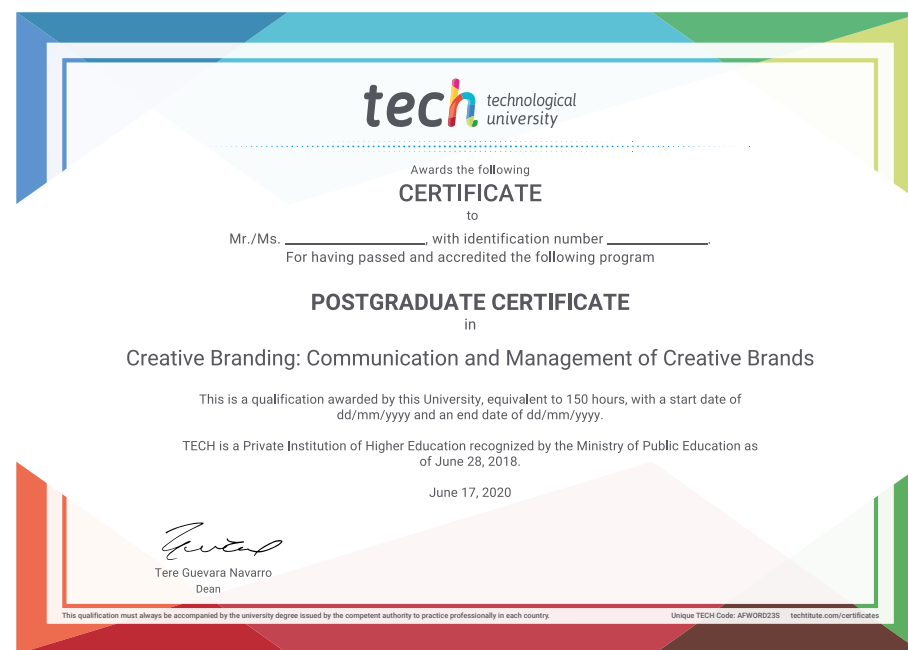 tech technological
university
Awards the following
CERTIFICATE
to
Mr./Ms. ____________________, with identification number ______________.
For having passed and accredited the following program
POSTGRADUATE CERTIFICATE
in
Creative Branding: Communication and Management of Creative Brands
This is a qualification awarded by this University, equivalent to 150 hours, with a start date of
dd/mm/yyyy and an end date of dd/mm/yyyy.
TECH is a Private Institution of Higher Education recognized by the Ministry of Public Education as
of June 28, 2018.
June 17, 2020
Tere Guevara Navarro
Dean
This qualification must always be accompanied by the university degree issued by the competent authority to practice professionally in each country. Unique TECH Code: AFWORD23S techtitute.com/certificates